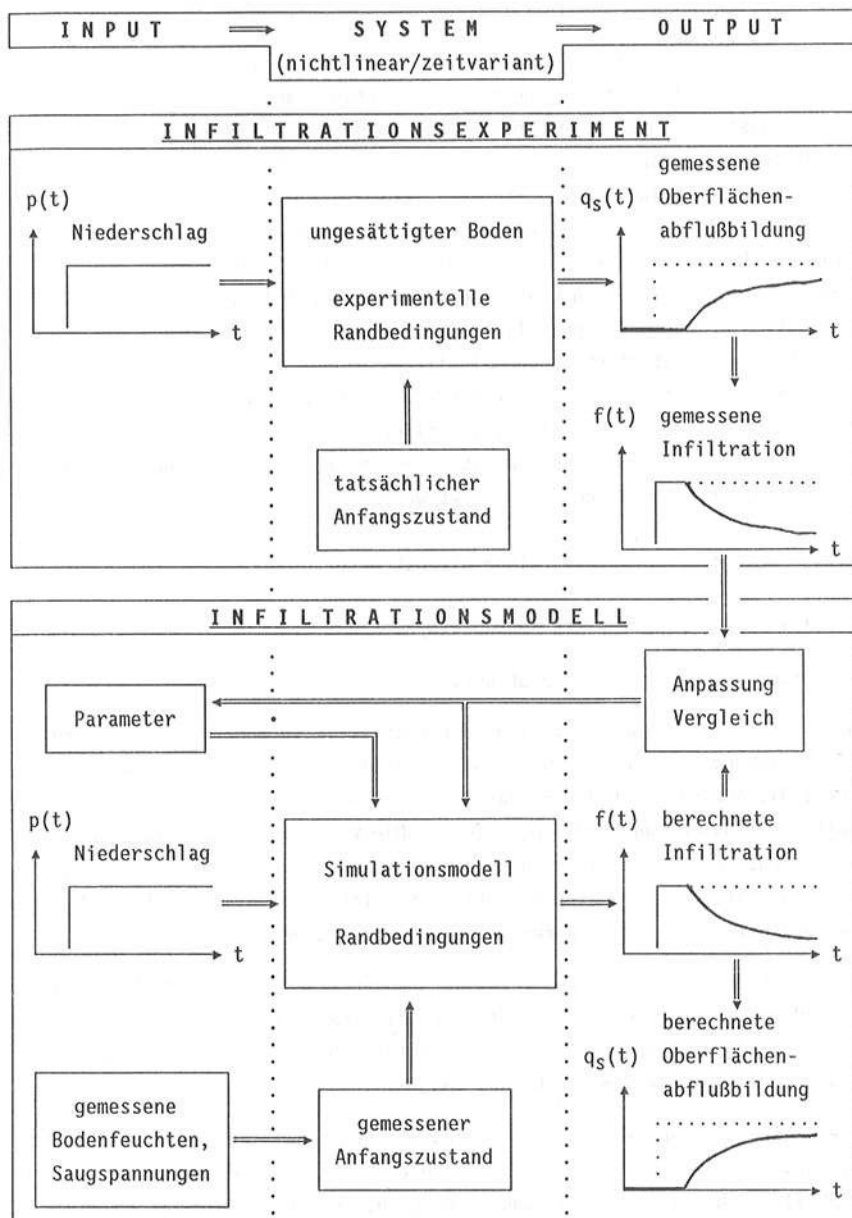 INPUT SYSTEM OUTPUT
(nichtlinear/zeitvariant)
INFILTRATIONSEXPERIMENT
p(t)
Niederschlag
t
ungesättigter Boden
experimentelle
Randbedingungen
tatsächlicher
Anfangszustand
gemessene
qS(t) Oberflächen-
abflußbildung
t
f(t) gemessene
Infiltration
t
INFILTRATIONSMODELL
Parameter
Anpassung
Vergleich
p(t)
Niederschlag
t
Simulationsmodell
Randbedingungen
f(t) berechnete
Infiltration
t
gemessene
Bodenfeuchten,
Saugspannungen
gemessener
Anfangszustand
berechnete
qS(t) Oberflächen-
abflußbildung
t